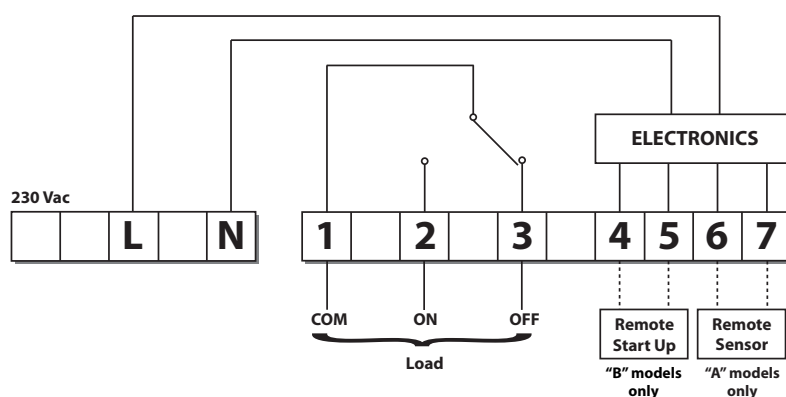 ELECTRONICS
230 Vac
L N 1 2 3 4 5 6 7
COM ON OFF
Load
Remote Start Up
"B" models only
Remote Sensor
"A" models only